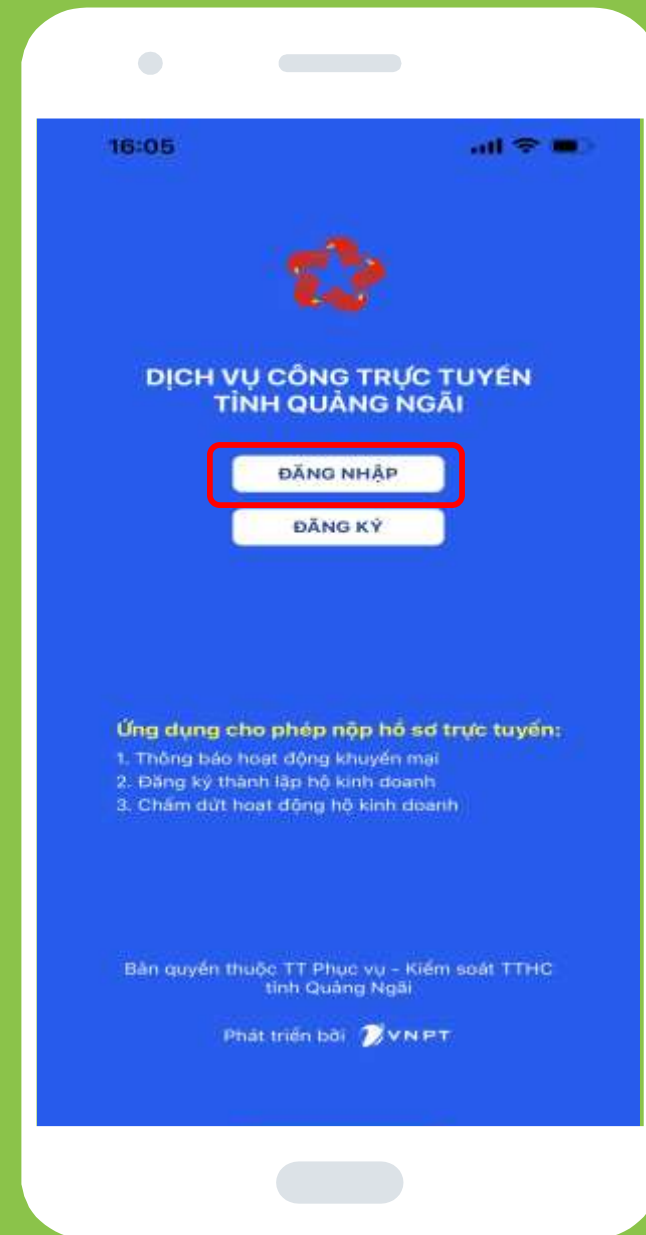 16:05
DỊCH VỤ CÔNG TRỰC TUYẾN
TỈNH QUẢNG NGÃI
ĐĂNG NHẬP
ĐĂNG KÝ
Ứng dụng cho phép nộp hồ sơ trực tuyến:
1. Thông báo hoạt động khuyến mại
2. Đăng ký thành lập hộ kinh doanh
3. Chấm dứt hoạt động hộ kinh doanh
Bản quyền thuộc TT Phục vụ - Kiểm soát TTHC
tỉnh Quảng Ngãi
Phát triển bởi VNPT